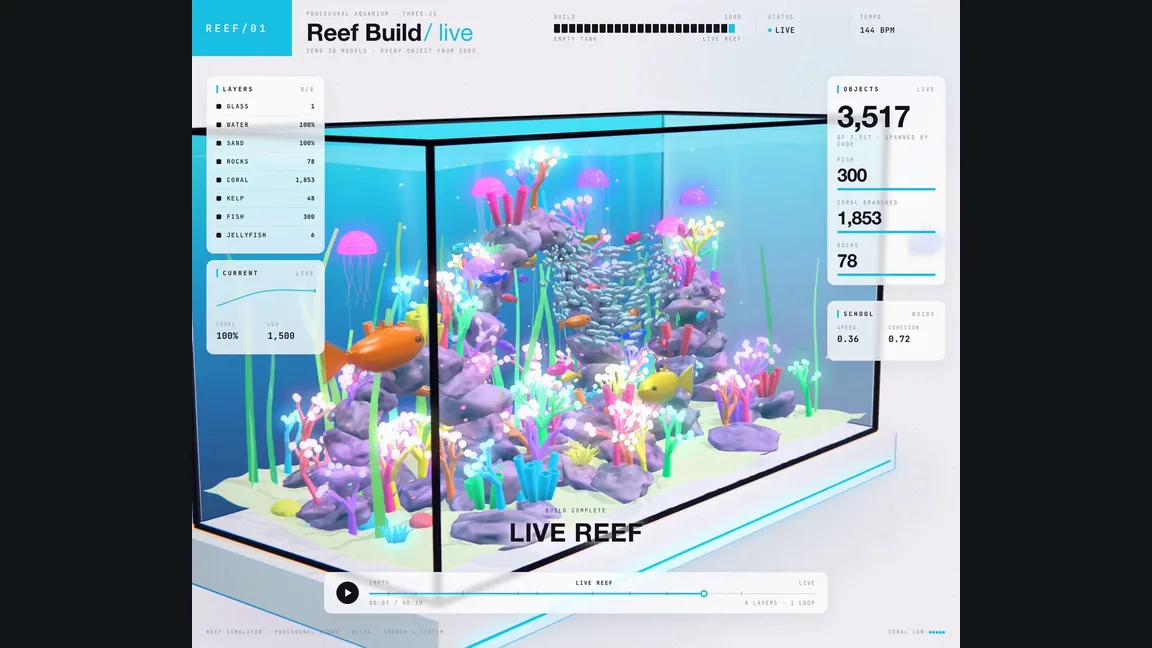 REEF/01
PROCEDURAL AQUARIUM · THREE.JS
Reef Build/ live
ZERO 3D MODELS · EVERY OBJECT FROM CODE
BUILD 100%
EMPTY TANK LIVE REEF
STATUS
LIVE
TEMPO
144 BPM
LAYERS 8/8
GLASS 1
WATER 100%
SAND 100%
ROCKS 78
CORAL 1,853
KELP 48
FISH 300
JELLYFISH 6
CURRENT LIVE
LEVEL
100%
1,500
OBJECTS LIVE
3,517
OF 3,517 · SPAWNED BY
CODE
FISH
300
CORAL BRANCHES
1,853
ROCKS
78
SCHOOL BOIDS
SPEED
0.36
COHESION
0.72
BUILD COMPLETE
LIVE REEF
EMPTY LIVE REEF LIVE
00:07 / 00:10 8 LAYERS · 1 LOOP
REEF SIMULATOR · PROCEDURAL
GROWTH
SYSTEM
CORAL LAB